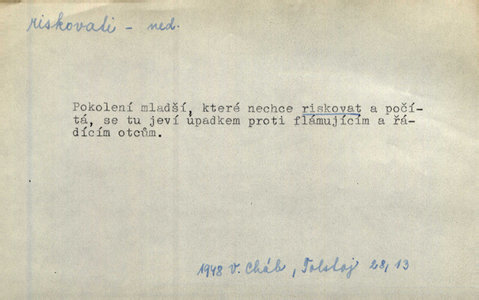 riskovati - ned.
Pokolení mladší, které nechce riskovat a počí-
tá, se tu jeví úpadkem proti flámujícím a řá-
dícím otcům.
1948 V. Cháb, Tolstoj 28, 13